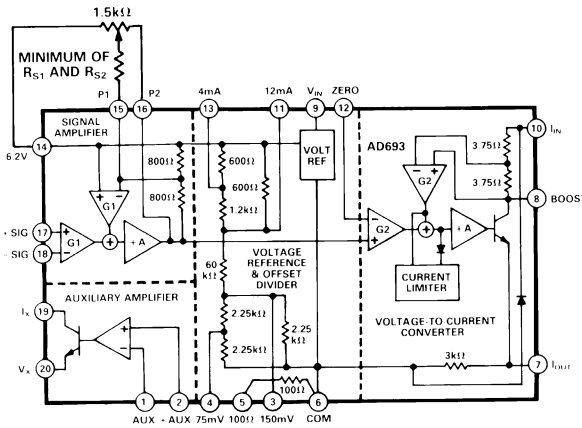 1.5kΩ
MINIMUM OF
RS1 AND RS2
P1
P2
4mA
12mA
VIN
ZERO
15
16
13
11
9
12
SIGNAL
AMPLIFIER
AD693
10
IIN
14
6.2V
800Ω
800Ω
600Ω
600Ω
1.2kΩ
VOLT
REF
3.75Ω
3.75Ω
G2
8
BOOST
G1
+ SIG
17
- SIG
18
G1
+
+A
G2
+
+A
60
kΩ
VOLTAGE
REFERENCE
& OFFSET
DIVIDER
CURRENT
LIMITER
AUXILIARY AMPLIFIER
IX
19
2.25kΩ
2.25kΩ
2.25
kΩ
VOLTAGE-TO-CURRENT
CONVERTER
VX
20
3kΩ
7
IOUT
100Ω
1
2
4
5
3
6
AUX
+ AUX
75mV
100Ω
150mV
COM